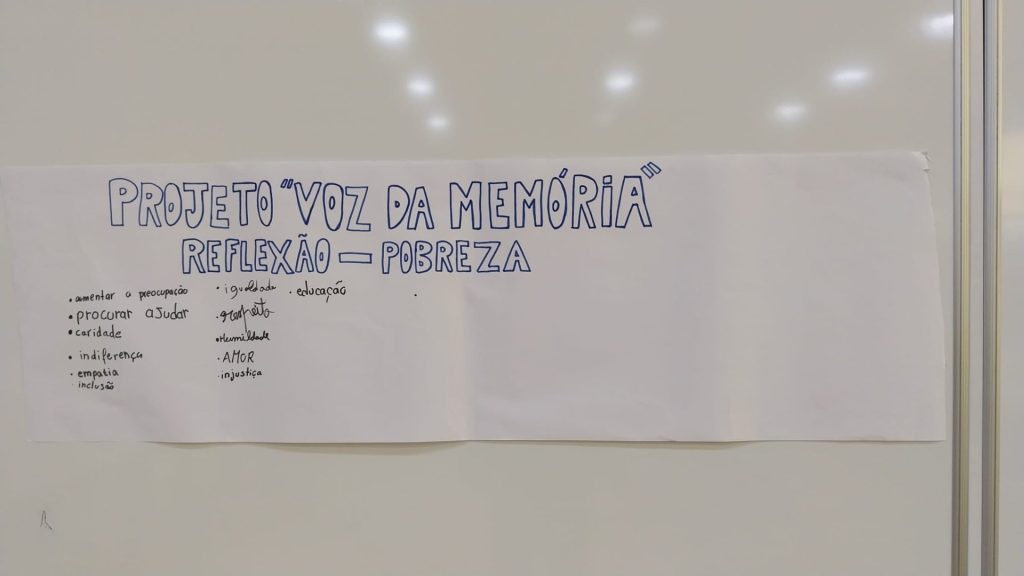 PROJETO "VOZ DA MEMÓRIA"
REFLEXÃO — POBREZA
• aumentar a preocupação
• procurar ajudar
• caridade
• indiferença
• empatia
• inclusão
• igualdade
• respeito
• Humildade
• AMOR
• injustiça
• educação
•